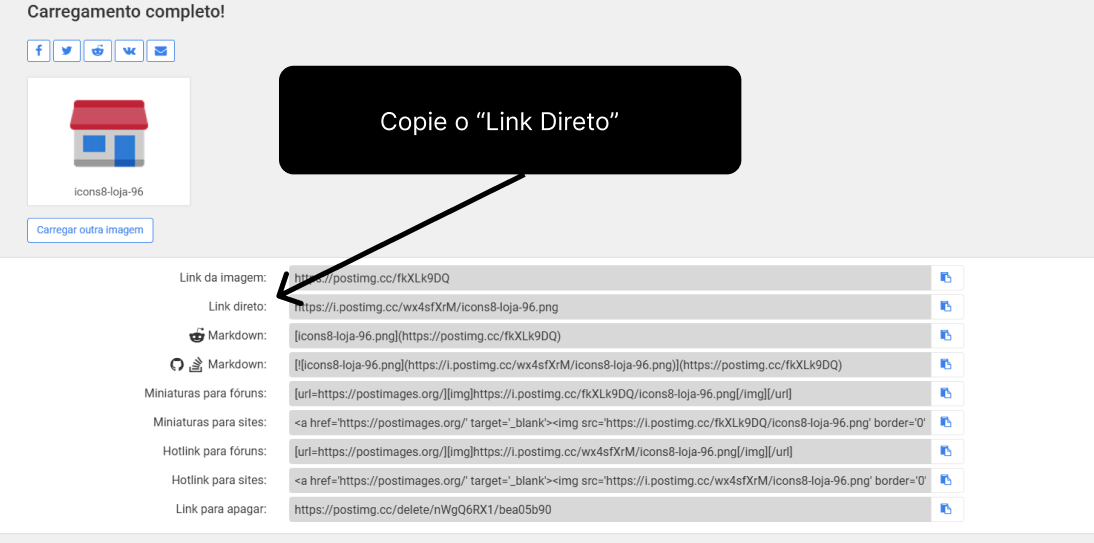 Carregamento completo!
Copie o “Link Direto”
icons8-loja-96
Carregar outra imagem
Link da imagem: https://postimg.cc/fkXLk9DQ
Link direto: https://i.postimg.cc/wx4sfXrM/icons8-loja-96.png
Markdown: [icons8-loja-96.png](https://postimg.cc/fkXLk9DQ)
Markdown: [![icons8-loja-96.png](https://i.postimg.cc/wx4sfXrM/icons8-loja-96.png)](https://postimg.cc/fkXLk9DQ)
Miniaturas para fóruns: [url=https://postimages.org/][img]https://i.postimg.cc/fkXLk9DQ/icons8-loja-96.png[/img][/url]
Miniaturas para sites: <a href='https://postimages.org/' target='_blank'><img src='https://i.postimg.cc/fkXLk9DQ/icons8-loja-96.png' border='0'
Hotlink para fóruns: [url=https://postimages.org/][img]https://i.postimg.cc/wx4sfXrM/icons8-loja-96.png[/img][/url]
Hotlink para sites: <a href='https://postimages.org/' target='_blank'><img src='https://i.postimg.cc/wx4sfXrM/icons8-loja-96.png' border='0'
Link para apagar: https://postimg.cc/delete/nWgQ6RX1/bea05b90